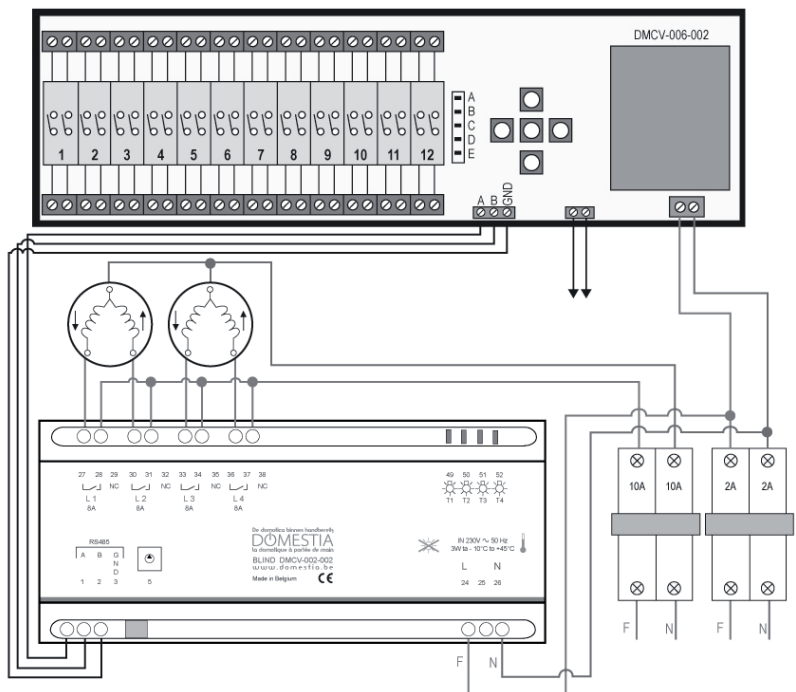 DMCV-006-002
A
B
C
D
E
1 2 3 4 5 6 7 8 9 10 11 12
A B GND
27 28 29 30 31 32 33 34 35 36 37 38
NC NC NC NC
L 1 L 2 L 3 L 4
8A 8A 8A 8A
49 50 51 52
T1 T2 T3 T4
10A 10A 2A 2A
De domotica binnen handbereik
DOMESTIA
la domotique à portée de main
BLIND DMCV-002-002
www.domestia.be
Made in Belgium CE
RS485
A B GND
1 2 3 5
IN 230V ~ 50 Hz
3W ta - 10°C to +45°C
L N
24 25 26
F N F N
F N